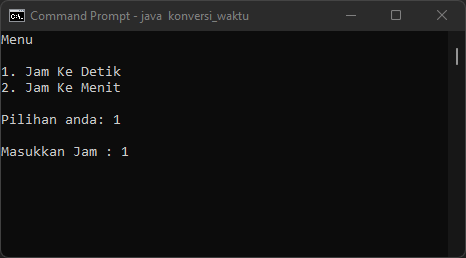 Command Prompt - java  konversi_waktu
Menu
1. Jam Ke Detik
2. Jam Ke Menit
Pilihan anda: 1
Masukkan Jam : 1